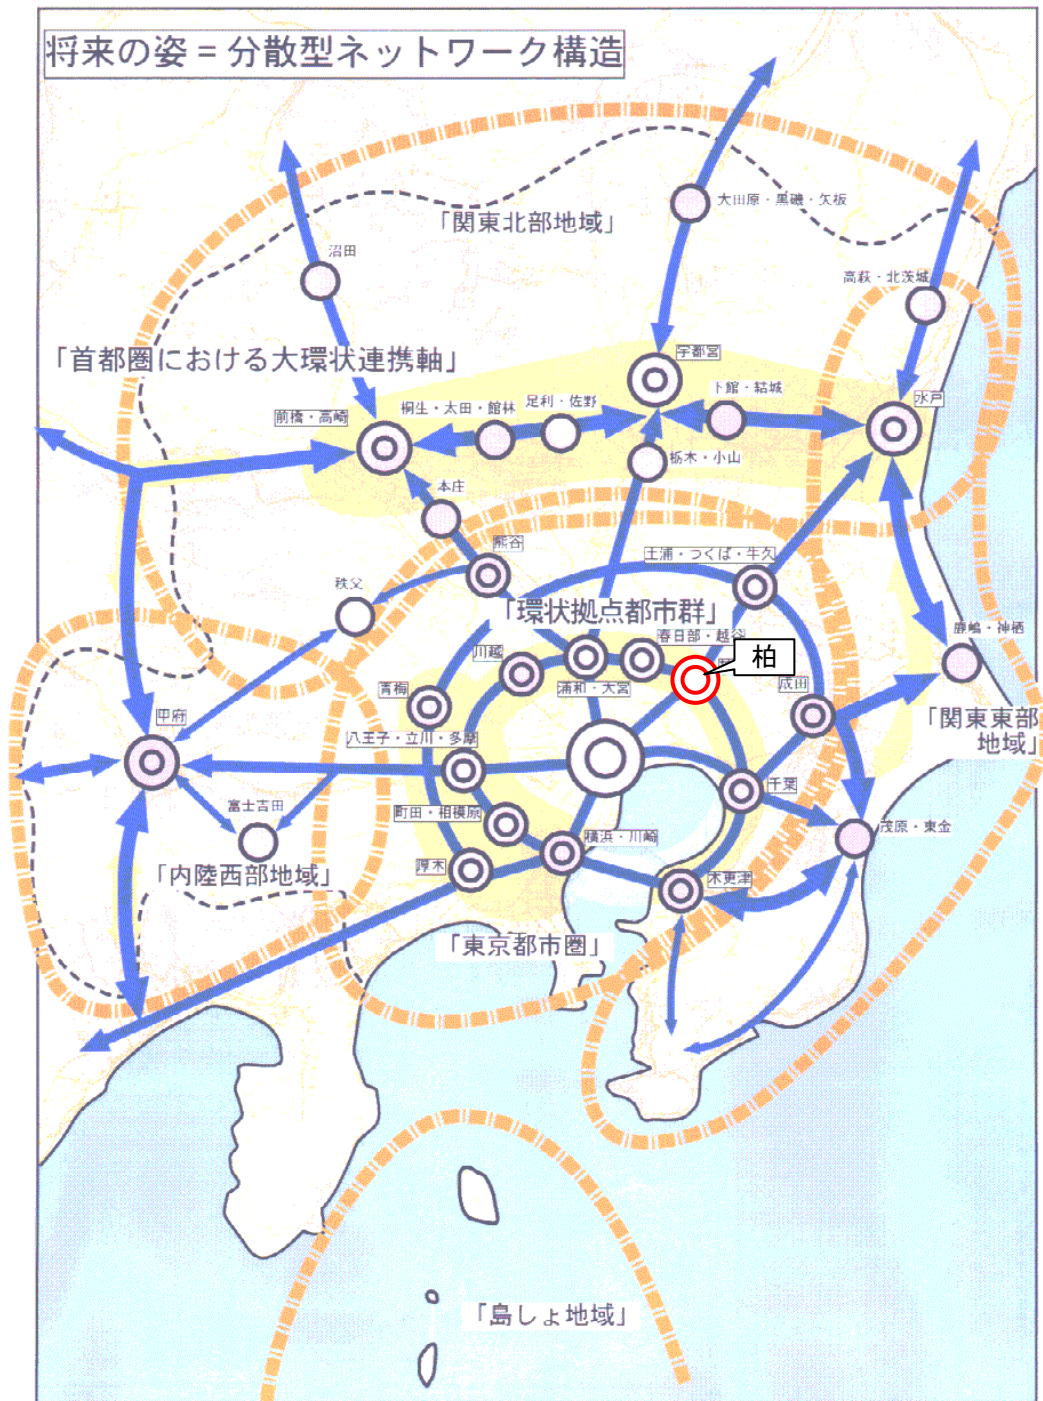 将来の姿＝分散型ネットワーク構造
大田原・黒磯・矢板
「関東北部地域」
沼田
高萩・北茨城
「首都圏における大環状連携軸」
宇都宮
前橋・高崎
桐生・太田・館林
足利・佐野
下館・結城
水戸
栃木・小山
本庄
熊谷
土浦・つくば・牛久
秩父
「環状拠点都市群」
鹿嶋・神栖
春日部・越谷
川越
柏
浦和・大宮
成田
青梅
甲府
「関東東部
地域」
八王子・立川・多摩
千葉
富士吉田
町田・相模原
横浜・川崎
茂原・東金
厚木
木更津
「内陸西部地域」
「東京都市圏」
「島しょ地域」